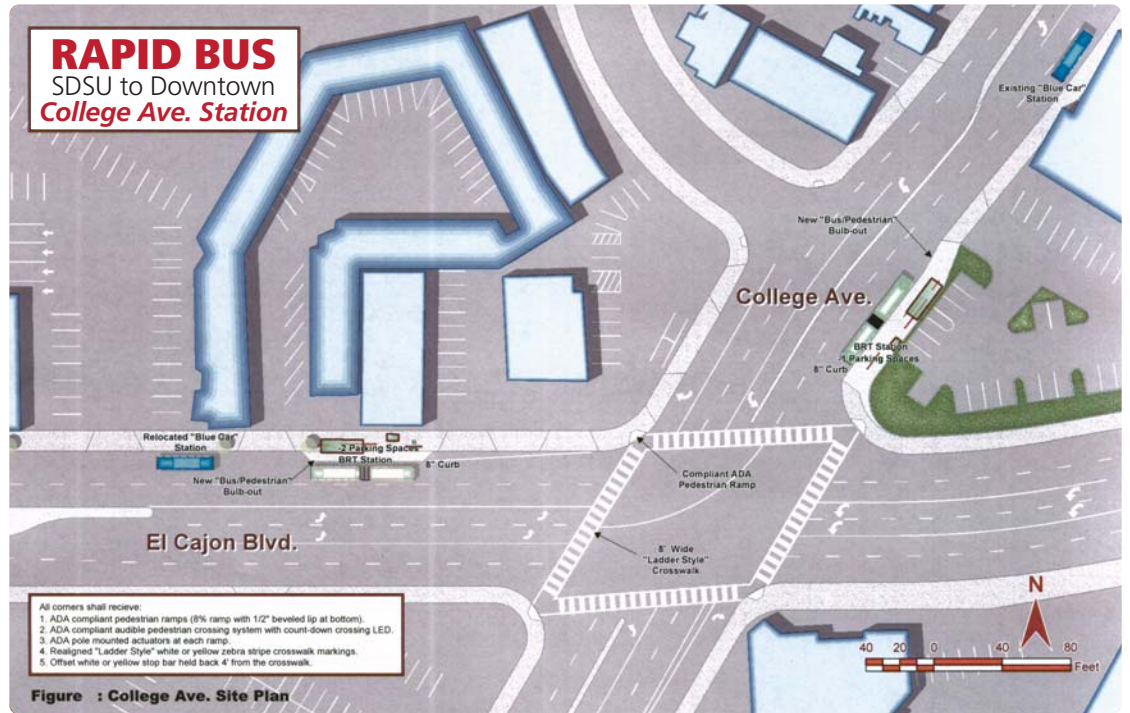 RAPID BUS
SDSU to Downtown
College Ave. Station
Existing "Blue Car"
Station
New "Bus/Pedestrian"
Bulb-out
College Ave.
BRT Station
-1 Parking Spaces
8" Curb
Relocated "Blue Car"
Station
-2 Parking Spaces
BRT Station
8" Curb
New "Bus/Pedestrian"
Bulb-out
Compliant ADA
Pedestrian Ramp
El Cajon Blvd.
8' Wide
"Ladder Style"
Crosswalk
N
40 20 0 40 80
Feet
All corners shall recieve:
1. ADA compliant pedestrian ramps (8% ramp with 1/2" beveled lip at bottom).
2. ADA compliant audible pedestrian crossing system with count-down crossing LED.
3. ADA pole mounted actuators at each ramp.
4. Realigned "Ladder Style" white or yellow zebra stripe crosswalk markings.
5. Offset white or yellow stop bar held back 4' from the crosswalk.
Figure : College Ave. Site Plan